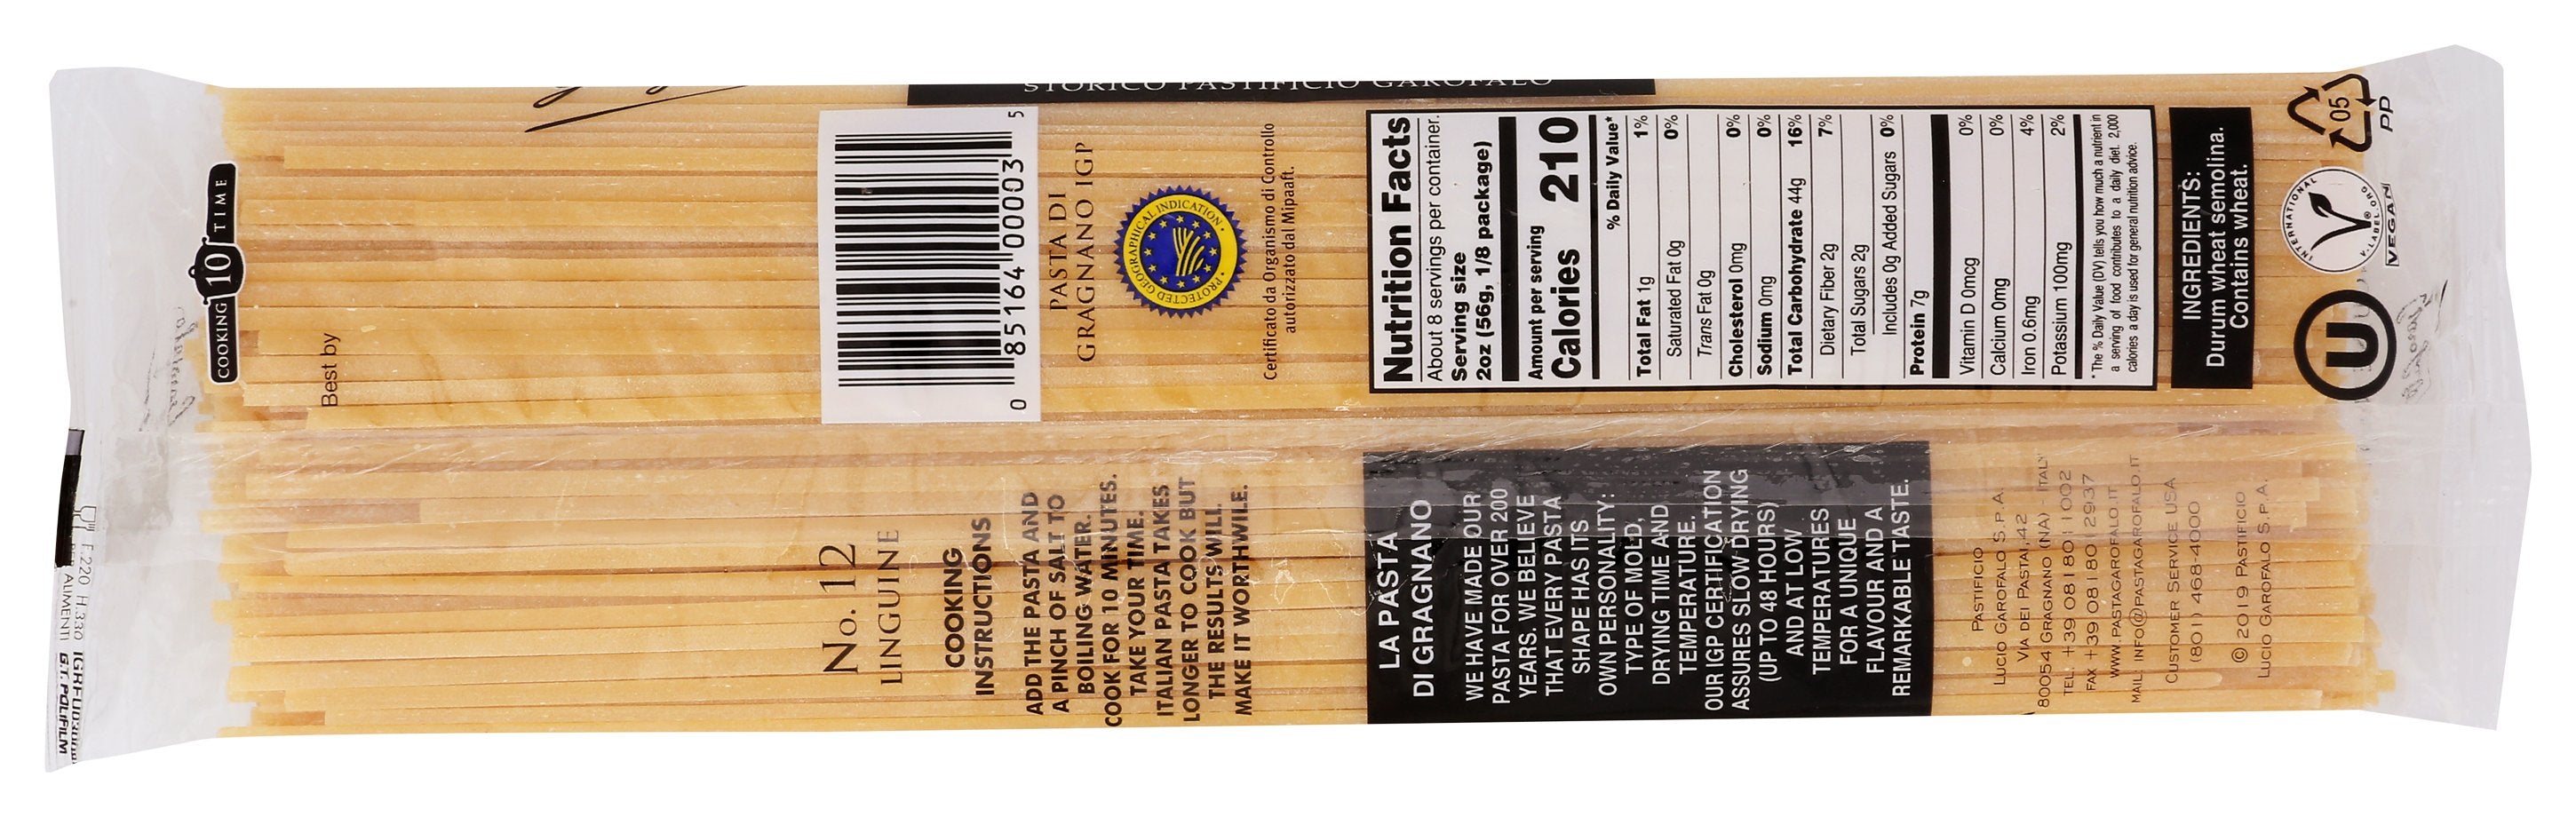 STORICO PASTIFICIO GAROFALO
COOKING 10 TIME
Best by
0 85164 00003 5
PASTA DI
GRAGNANO IGP
PROTECTED GEOGRAPHICAL INDICATION
Certificato da Organismo di Controllo
autorizzato dal Mipaaft.
Nutrition Facts
About 8 servings per container.
Serving size
2oz (56g, 1/8 package)
Amount per serving
Calories 210
% Daily Value*
Total Fat 1g 1%
Saturated Fat 0g 0%
Trans Fat 0g
Cholesterol 0mg 0%
Sodium 0mg 0%
Total Carbohydrate 44g 16%
Dietary Fiber 2g 7%
Total Sugars 2g
Includes 0g Added Sugars 0%
Protein 7g
Vitamin D 0mcg 0%
Calcium 0mg 0%
Iron 0.6mg 4%
Potassium 100mg 2%
* The % Daily Value (DV) tells you how much a nutrient in
a serving of food contributes to a daily diet. 2,000
calories a day is used for general nutrition advice.
INGREDIENTS:
Durum wheat semolina.
Contains wheat.
05
PP
INTERNATIONAL
V-LABEL.ORG
VEGAN
U
No. 12
LINGUINE
COOKING
INSTRUCTIONS
ADD THE PASTA AND
A PINCH OF SALT TO
BOILING WATER.
COOK FOR 10 MINUTES.
TAKE YOUR TIME.
ITALIAN PASTA TAKES
LONGER TO COOK BUT
THE RESULTS WILL
MAKE IT WORTHWILE.
LA PASTA
DI GRAGNANO
WE HAVE MADE OUR
PASTA FOR OVER 200
YEARS. WE BELIEVE
THAT EVERY PASTA
SHAPE HAS ITS
OWN PERSONALITY:
TYPE OF MOLD,
DRYING TIME AND
TEMPERATURE.
OUR IGP CERTIFICATION
ASSURES SLOW DRYING
(UP TO 48 HOURS)
AND AT LOW
TEMPERATURES
FOR A UNIQUE
FLAVOUR AND A
REMARKABLE TASTE.
PASTIFICIO
LUCIO GAROFALO S.P.A.
VIA DEI PASTAI,42
80054 GRAGNANO (NA) - ITALY
TEL. +39 081 801 1002
FAX +39 081 801 2937
WWW.PASTAGAROFALO.IT
MAIL: INFO@PASTAGAROFALO.IT
CUSTOMER SERVICE USA
(801) 468-4000
© 2019 PASTIFICIO
LUCIO GAROFALO S.P.A.
F.220 H.330
PER ALIMENTI
G.T. POLIFILM